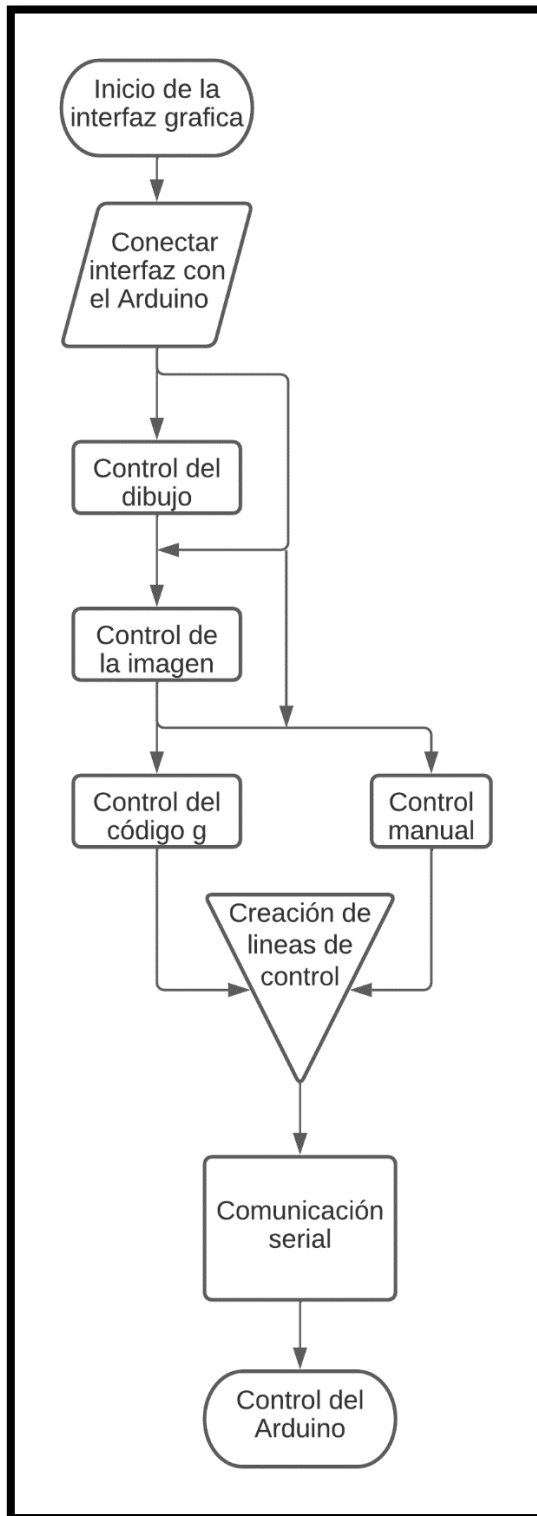 Inicio de la
interfaz grafica
Conectar
interfaz con
el Arduino
Control del
dibujo
Control de
la imagen
Control del
código g
Control
manual
Creación de
lineas de
control
Comunicación
serial
Control del
Arduino